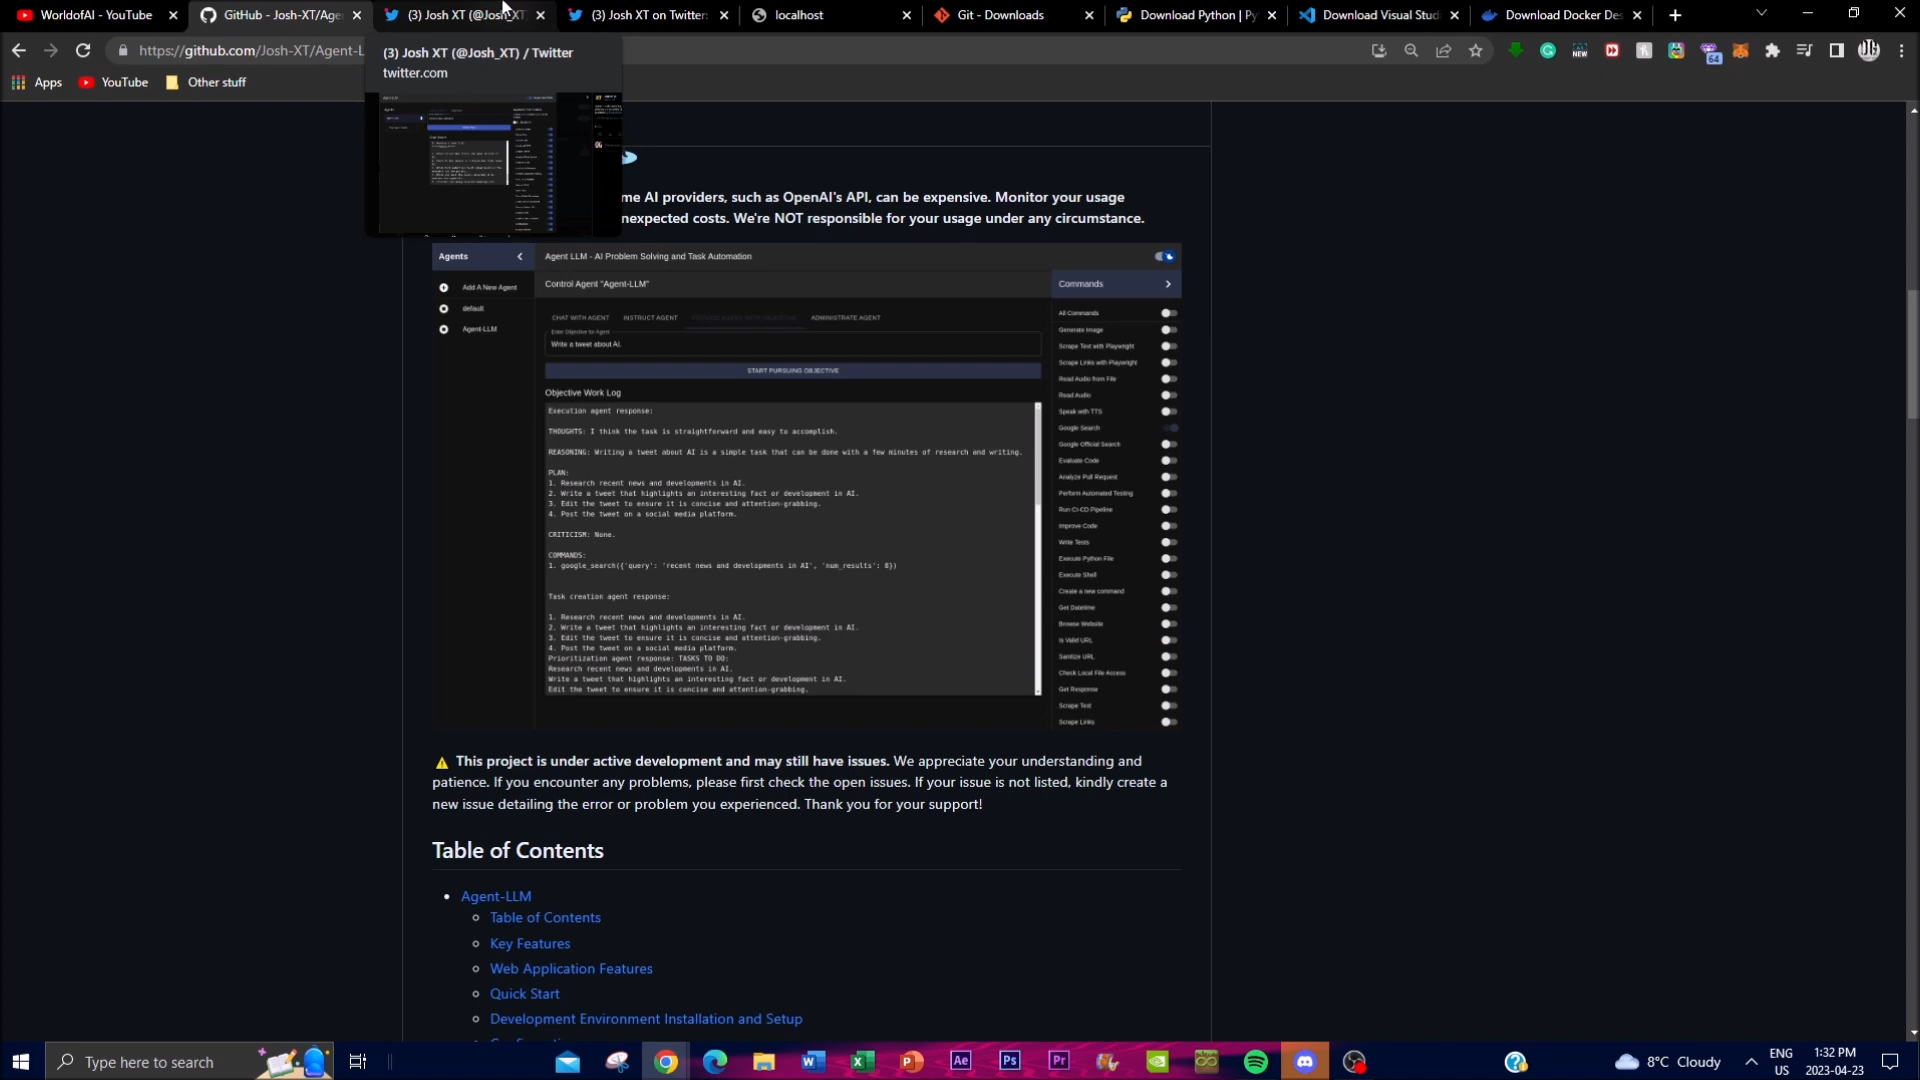 WorldofAI - YouTube
GitHub - Josh-XT/Age
(3) Josh XT (@Josh_XT
(3) Josh XT on Twitter:
localhost
Git - Downloads
Download Python | Py
Download Visual Stud
Download Docker Des
https://github.com/Josh-XT/Agent-L
64
(3) Josh XT (@Josh_XT) / Twitter
twitter.com
Apps
YouTube
Other stuff
me AI providers, such as OpenAI's API, can be expensive. Monitor your usage
nexpected costs. We're NOT responsible for your usage under any circumstance.
Agents
Agent LLM - AI Problem Solving and Task Automation
Add A New Agent
default
Agent-LLM
Control Agent "Agent-LLM"
CHAT WITH AGENT
INSTRUCT AGENT
ADMINISTRATE AGENT
Enter Objective for Agent
Write a tweet about AI.
START PURSUING OBJECTIVE
Objective Work Log
Execution agent response:
THOUGHTS: I think the task is straightforward and easy to accomplish.
REASONING: Writing a tweet about AI is a simple task that can be done with a few minutes of research and writing.
PLAN:
1. Research recent news and developments in AI.
2. Write a tweet that highlights an interesting fact or development in AI.
3. Edit the tweet to ensure it is concise and attention-grabbing.
4. Post the tweet on a social media platform.
CRITICISM: None.
COMMANDS:
1. google_search({'query': 'recent news and developments in AI', 'num_results': 8})
Task creation agent response:
1. Research recent news and developments in AI.
2. Write a tweet that highlights an interesting fact or development in AI.
3. Edit the tweet to ensure it is concise and attention-grabbing.
4. Post the tweet on a social media platform.
Prioritization agent response: TASKS TO DO:
Research recent news and developments in AI.
Write a tweet that highlights an interesting fact or development in AI.
Edit the tweet to ensure it is concise and attention-grabbing.
Commands
All Commands
Generate Image
Scrape Text with Playwright
Scrape Links with Playwright
Read Audio from File
Read Audio
Speak with TTS
Google Search
Google Official Search
Evaluate Code
Analyze Pull Request
Perform Automated Testing
Run CI-CD Pipeline
Improve Code
Write Tests
Execute Python File
Execute Shell
Create a new command
Get Datetime
Browse Website
Is Valid URL
Sanitize URL
Check Local File Access
Get Response
Scrape Text
Scrape Links
This project is under active development and may still have issues. We appreciate your understanding and
patience. If you encounter any problems, please first check the open issues. If your issue is not listed, kindly create a
new issue detailing the error or problem you experienced. Thank you for your support!
Table of Contents
Agent-LLM
Table of Contents
Key Features
Web Application Features
Quick Start
Development Environment Installation and Setup
Type here to search
8°C Cloudy
ENG
US
1:32 PM
2023-04-23